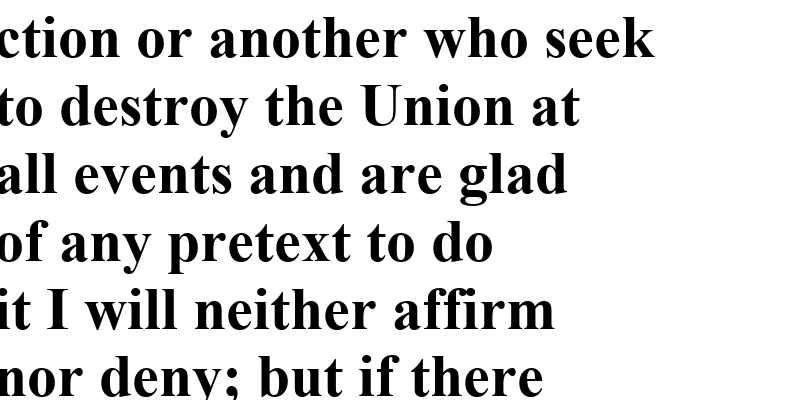 ction or another who seek
to destroy the Union at
all events and are glad
of any pretext to do
it I will neither affirm
nor deny; but if there